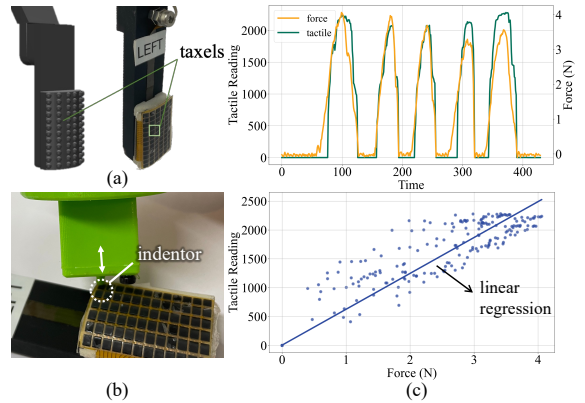 LEFT
taxels
(a)
force
tactile
Tactile Reading
2000
1500
1000
500
0
0
100
200
300
400
Time
4
3
2
1
0
Force (N)
indentor
(b)
Tactile Reading
2500
2000
1500
1000
500
0
0
1
2
3
4
Force (N)
linear
regression
(c)